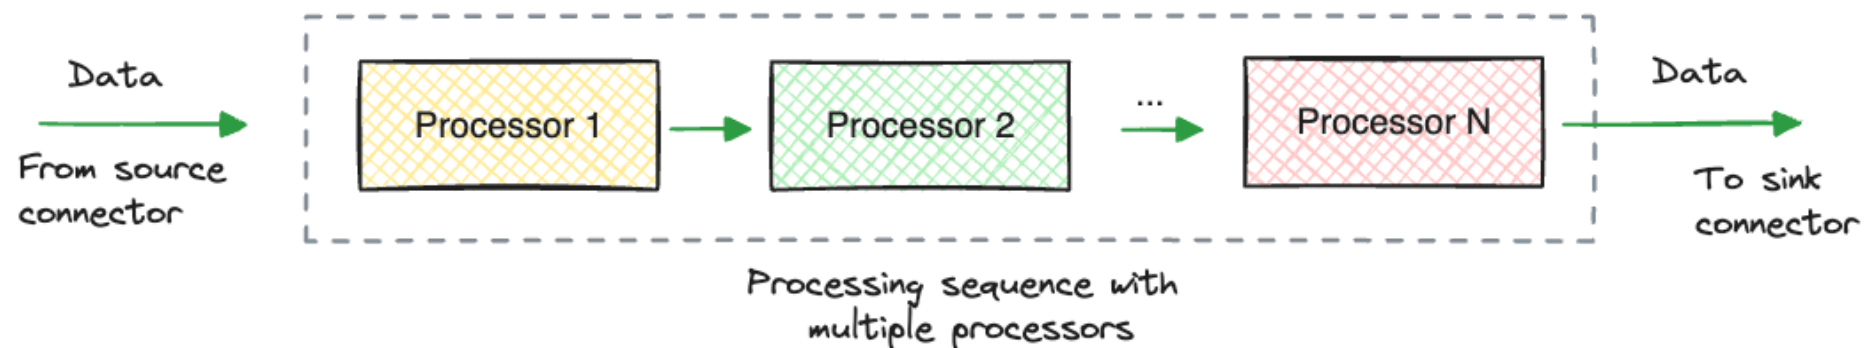 Data
From source
connector
Processor 1
Processor 2
...
Processor N
Data
To sink
connector
Processing sequence with
multiple processors